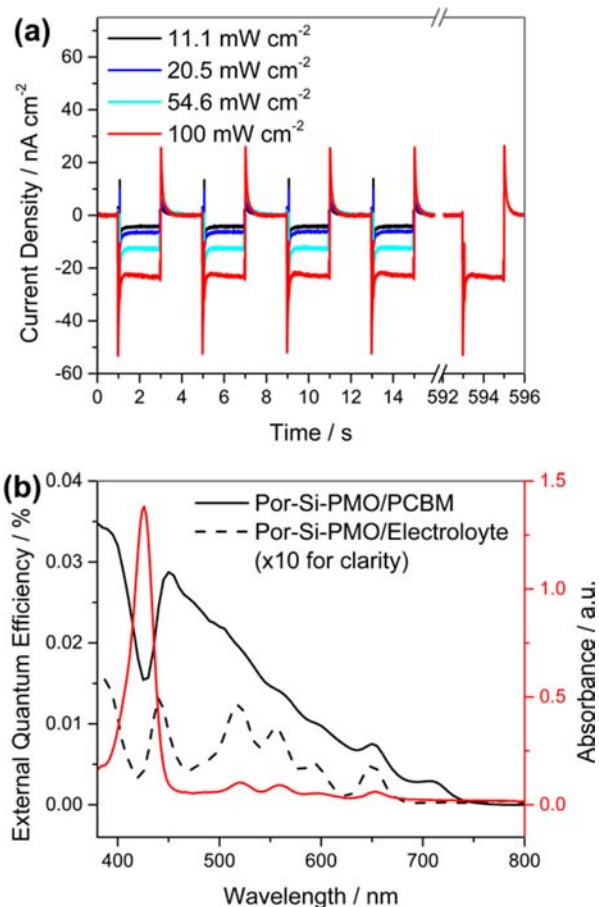 (a)
11.1 mW cm⁻²
20.5 mW cm⁻²
54.6 mW cm⁻²
100 mW cm⁻²
Current Density / nA cm⁻²
60
40
20
0
-20
-40
-60
0 2 4 6 8 10 12 14 592 594 596
Time / s
(b)
Por-Si-PMO/PCBM
Por-Si-PMO/Electroloyte
(x10 for clarity)
External Quantum Efficiency / %
0.04
0.03
0.02
0.01
0.00
Absorbance / a.u.
1.5
1.0
0.5
0.0
400 500 600 700 800
Wavelength / nm